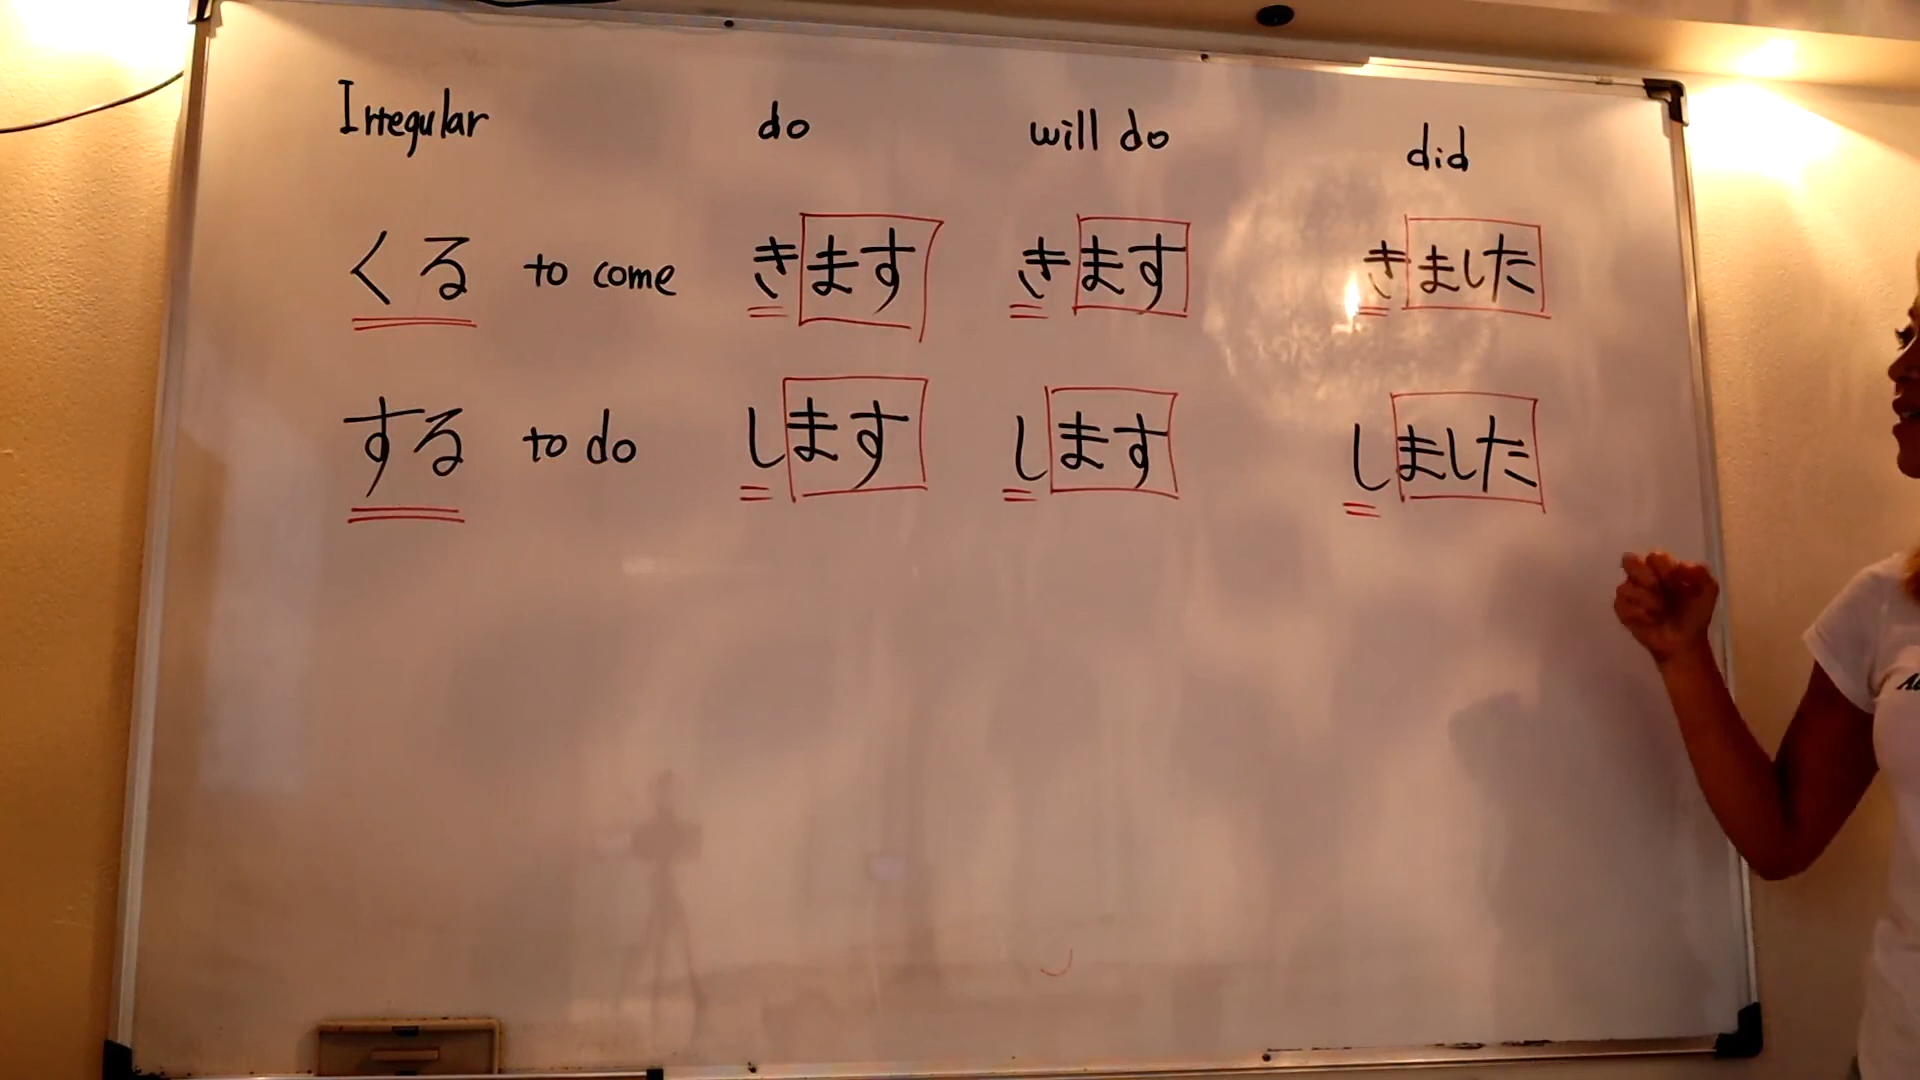 Irregular do will do did
くる to come きます きます きました
する to do します します しました